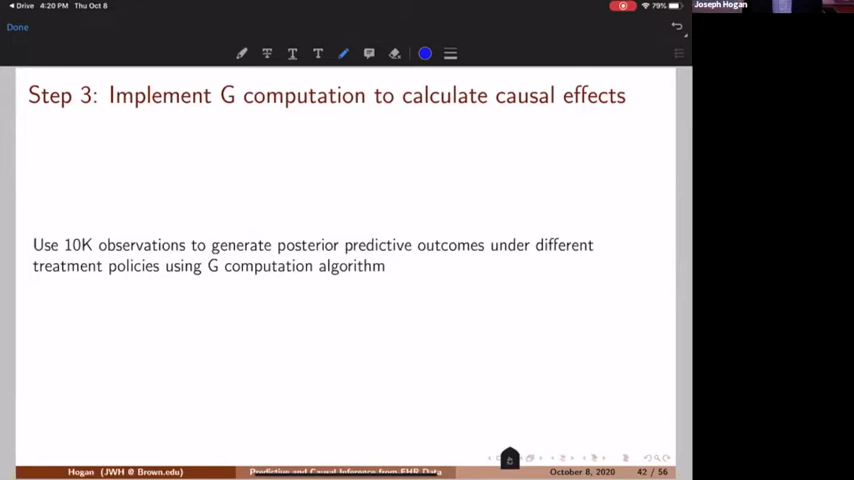 Drive 4:20 PM Thu Oct 8
79%
Joseph Hogan
Done
T T T
Step 3: Implement G computation to calculate causal effects
Use 10K observations to generate posterior predictive outcomes under different
treatment policies using G computation algorithm
Hogan (JWH @ Brown.edu) Predictive and Causal Inference from EHR Data October 8, 2020 42 / 56